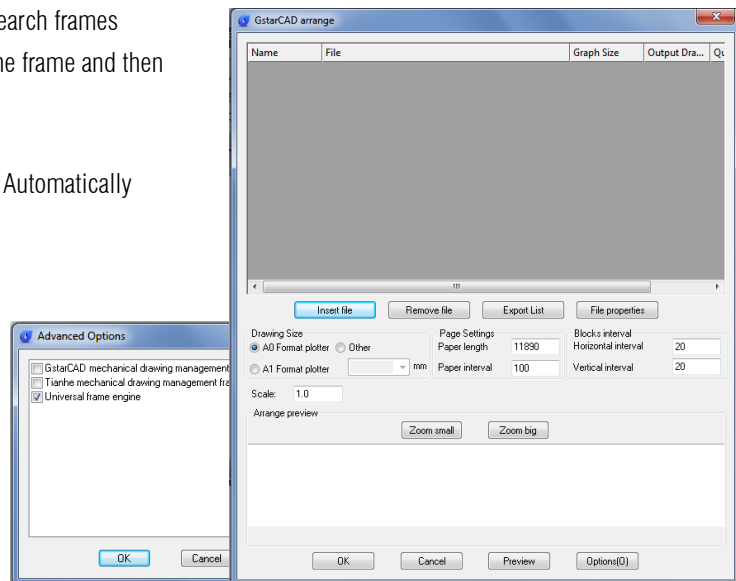 earch frames
ne frame and then
Automatically
GstarCAD arrange
Name File Graph Size Output Dra... Qu
Insert file Remove file Export List File properties
Drawing Size Page Settings Blocks interval
A0 Format plotter Other Paper length 11890 Horizontal interval 20
A1 Format plotter mm Paper interval 100 Vertical interval 20
Scale: 1.0
Arrange preview
Zoom small Zoom big
OK Cancel Preview Options(O)
Advanced Options
GstarCAD mechanical drawing management
Tianhe mechanical drawing management fra
Universal frame engine
OK Cancel